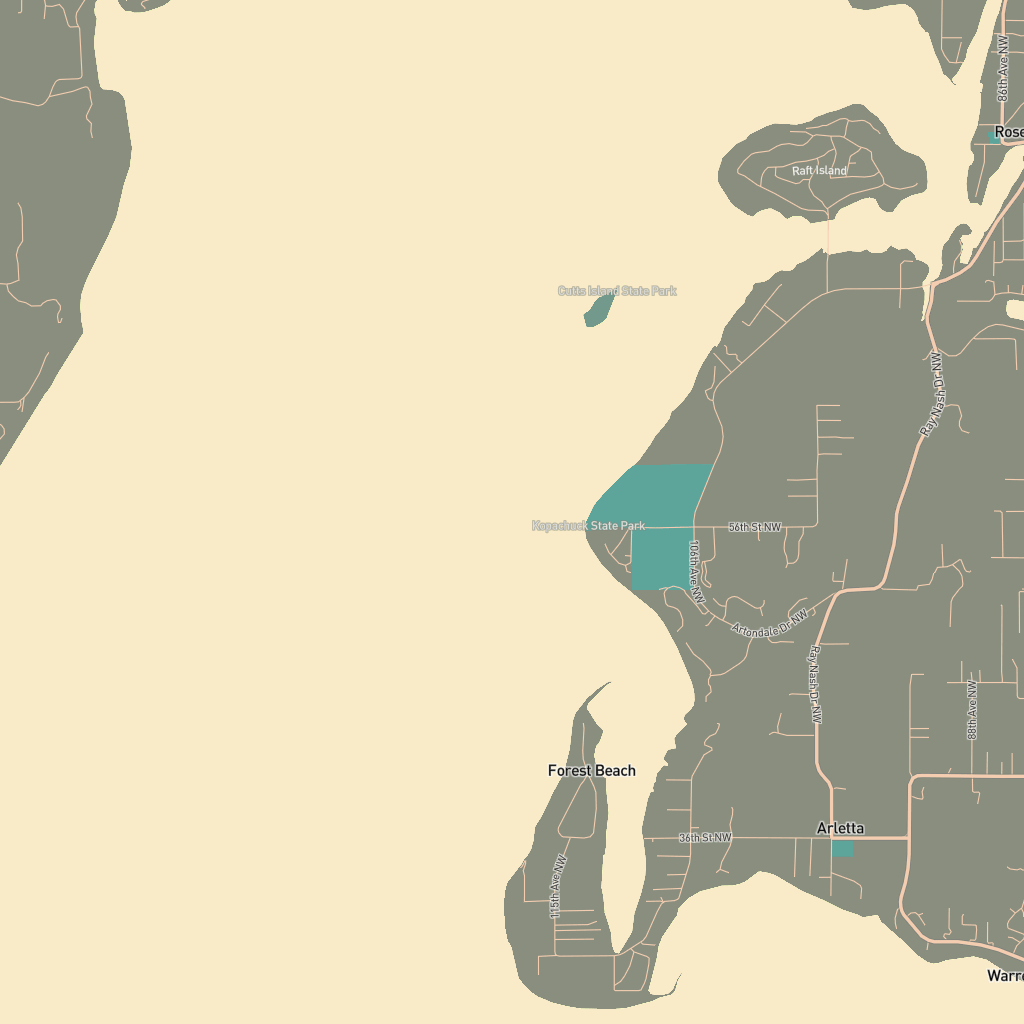 86th Ave NW
Rose
Raft Island
Cutts Island State Park
Ray Nash Dr NW
Kopachuck State Park
56th St NW
106th Ave NW
Artondale Dr NW
Ray Nash Dr NW
88th Ave NW
Forest Beach
Arletta
36th St NW
115th Ave NW
Warre